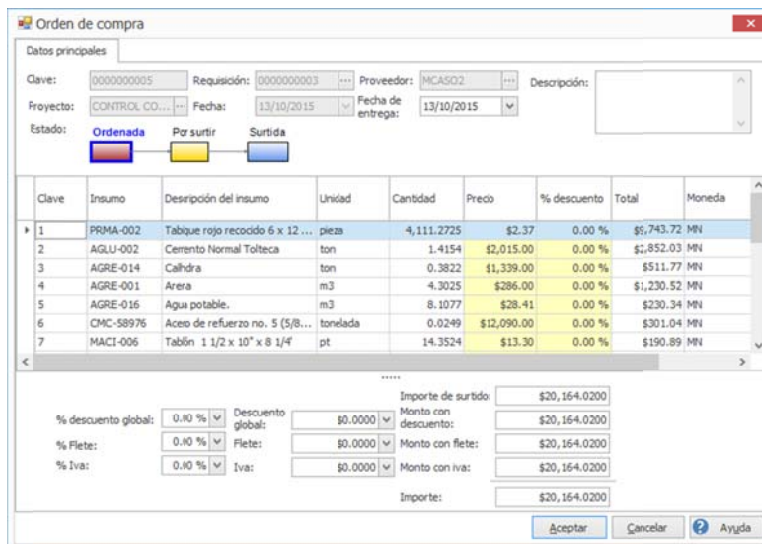 Orden de compra
Datos principales
Clave: 0000000005 Requisición: 0000000003 ... Proveedor: MCASO2 ... Descripción:
Proyecto: CONTROL CO... ... Fecha: 13/10/2015 Fecha de entrega: 13/10/2015
Estado: Ordenada Por surtir Surtida
Clave Insumo Desripción del insumo Unidad Cantidad Precio % descuento Total Moneda
1 PRMA-002 Tabique rojo recocido 6 x 12 ... pieza 4,111.2725 $2.37 0.00 % $9,743.72 MN
2 AGLU-002 Cemento Normal Tolteca ton 1.4154 $2,015.00 0.00 % $2,852.03 MN
3 AGRE-014 Calhdra ton 0.3822 $1,339.00 0.00 % $511.77 MN
4 AGRE-001 Arera m3 4.3025 $286.00 0.00 % $1,230.52 MN
5 AGRE-016 Agua potable. m3 8.1077 $28.41 0.00 % $230.34 MN
6 CMC-58976 Acero de refuerzo no. 5 (5/8... tonelada 0.0249 $12,090.00 0.00 % $301.04 MN
7 MACI-006 Tablón 1 1/2 x 10" x 8 1/4' pt 14.3524 $13.30 0.00 % $190.89 MN
Importe de surtido: $20,164.0200
% descuento global: 0.00 % Descuento global: $0.0000 Monto con descuento: $20,164.0200
% Flete: 0.00 % Flete: $0.0000 Monto con flete: $20,164.0200
% Iva: 0.00 % Iva: $0.0000 Monto con iva: $20,164.0200
Importe: $20,164.0200
Aceptar Cancelar Ayuda